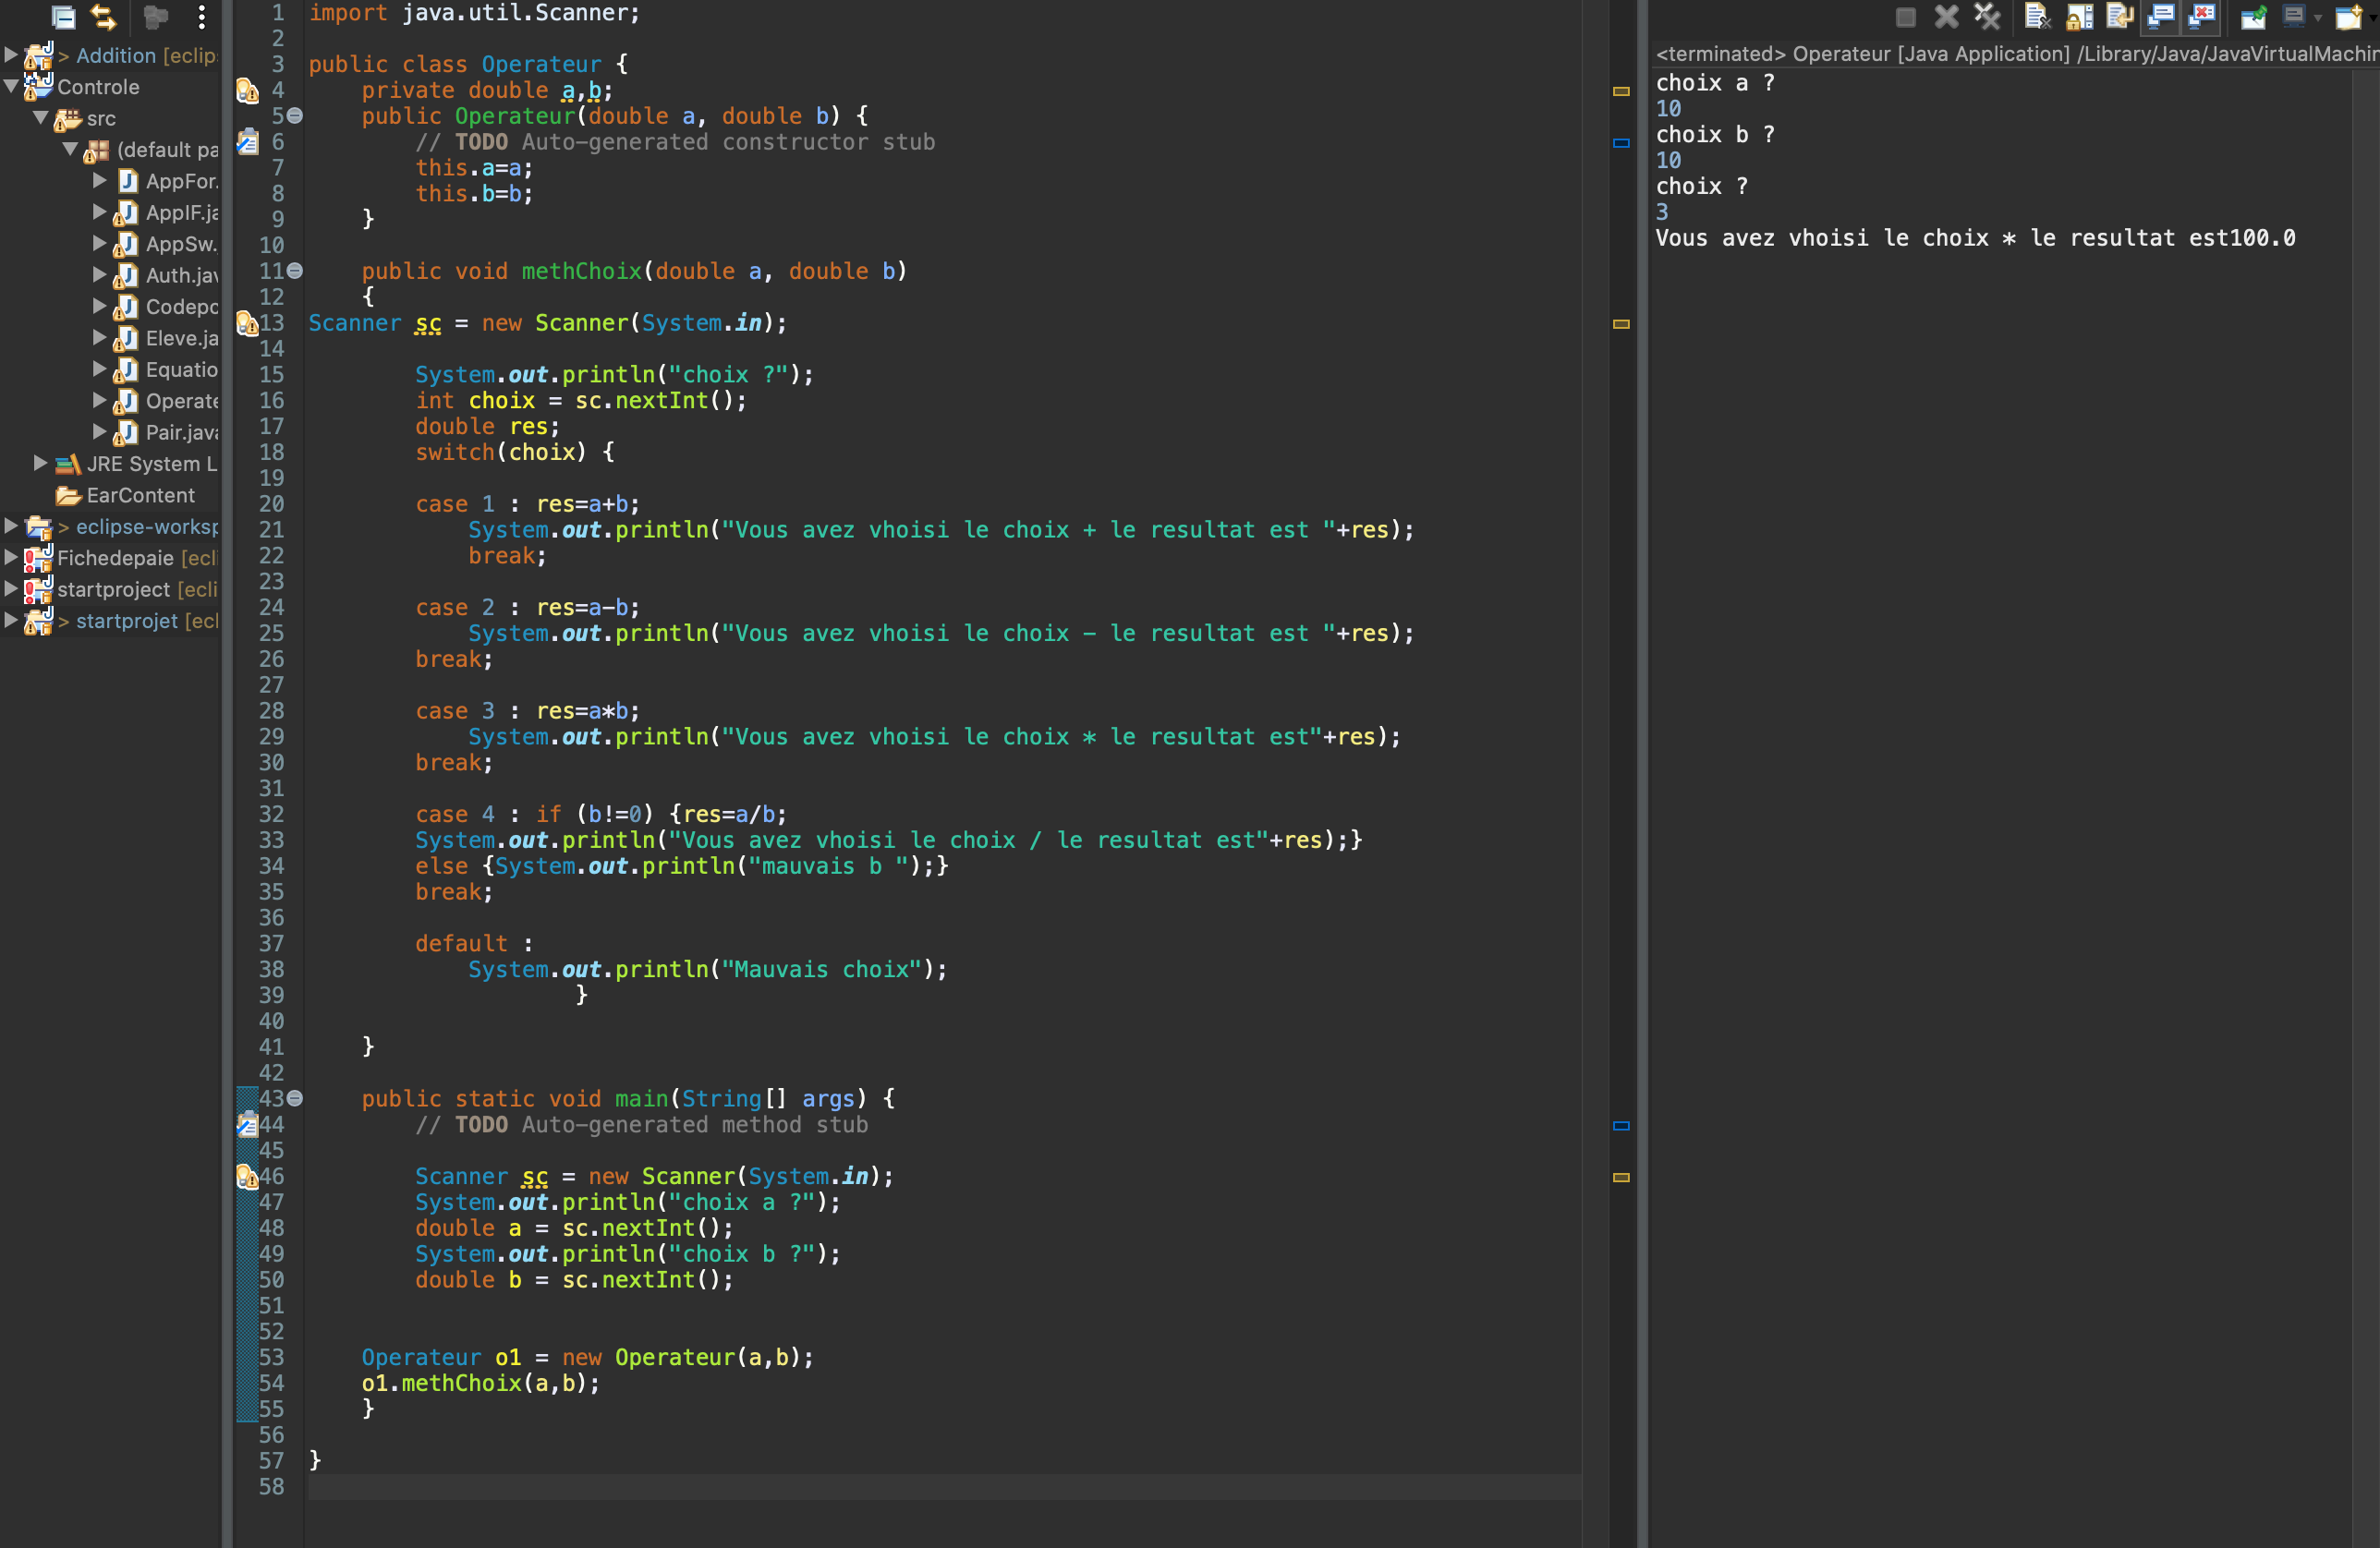 > Addition [eclip
Controle
src
(default pa
AppFor.
AppIF.ja
AppSw.
Auth.jav
Codepo
Eleve.ja
Equatio
Operate
Pair.java
JRE System L
EarContent
> eclipse-worksp
Fichedepaie [ecli
startproject [ecli
> startprojet [ecl
1 import java.util.Scanner;
2
3 public class Operateur {
4 private double a,b;
5 public Operateur(double a, double b) {
6 // TODO Auto-generated constructor stub
7 this.a=a;
8 this.b=b;
9 }
10
11 public void methChoix(double a, double b)
12 {
13 Scanner sc = new Scanner(System.in);
14
15 System.out.println("choix ?");
16 int choix = sc.nextInt();
17 double res;
18 switch(choix) {
19
20 case 1 : res=a+b;
21 System.out.println("Vous avez vhoisi le choix + le resultat est "+res);
22 break;
23
24 case 2 : res=a-b;
25 System.out.println("Vous avez vhoisi le choix - le resultat est "+res);
26 break;
27
28 case 3 : res=a*b;
29 System.out.println("Vous avez vhoisi le choix * le resultat est"+res);
30 break;
31
32 case 4 : if (b!=0) {res=a/b;
33 System.out.println("Vous avez vhoisi le choix / le resultat est"+res);}
34 else {System.out.println("mauvais b ");}
35 break;
36
37 default :
38 System.out.println("Mauvais choix");
39 }
40
41 }
42
43 public static void main(String[] args) {
44 // TODO Auto-generated method stub
45
46 Scanner sc = new Scanner(System.in);
47 System.out.println("choix a ?");
48 double a = sc.nextInt();
49 System.out.println("choix b ?");
50 double b = sc.nextInt();
51
52
53 Operateur o1 = new Operateur(a,b);
54 o1.methChoix(a,b);
55 }
56
57 }
58
<terminated> Operateur [Java Application] /Library/Java/JavaVirtualMachin
choix a ?
10
choix b ?
10
choix ?
3
Vous avez vhoisi le choix * le resultat est100.0